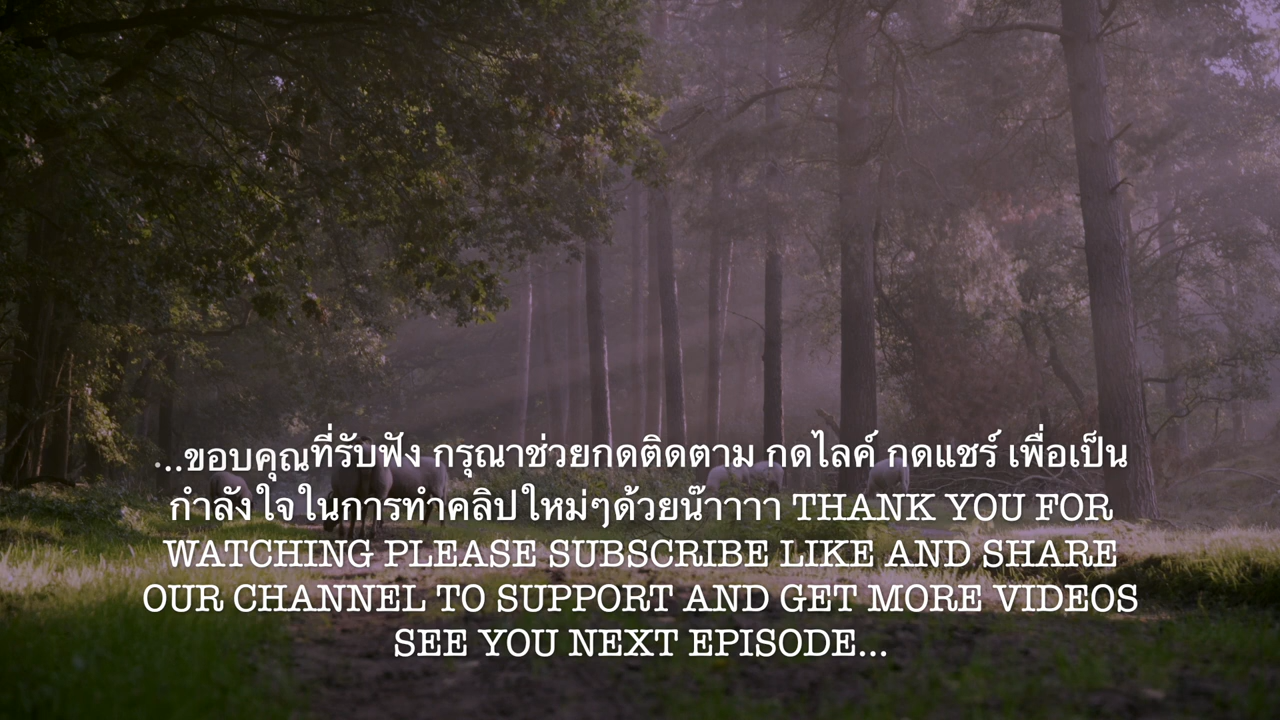 ...ขอบคุณที่รับฟัง กรุณาช่วยกดติดตาม กดไลค์ กดแชร์ เพื่อเป็น
กำลังใจในการทำคลิปใหม่ๆด้วยน๊าาาา THANK YOU FOR
WATCHING PLEASE SUBSCRIBE LIKE AND SHARE
OUR CHANNEL TO SUPPORT AND GET MORE VIDEOS
SEE YOU NEXT EPISODE...